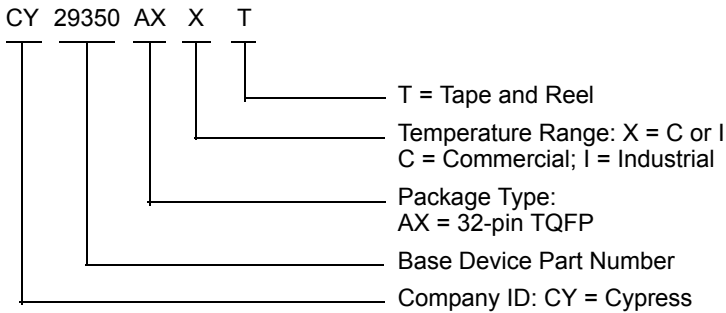 CY 29350 AX X T
T = Tape and Reel
Temperature Range: X = C or I
C = Commercial; I = Industrial
Package Type:
AX = 32-pin TQFP
Base Device Part Number
Company ID: CY = Cypress